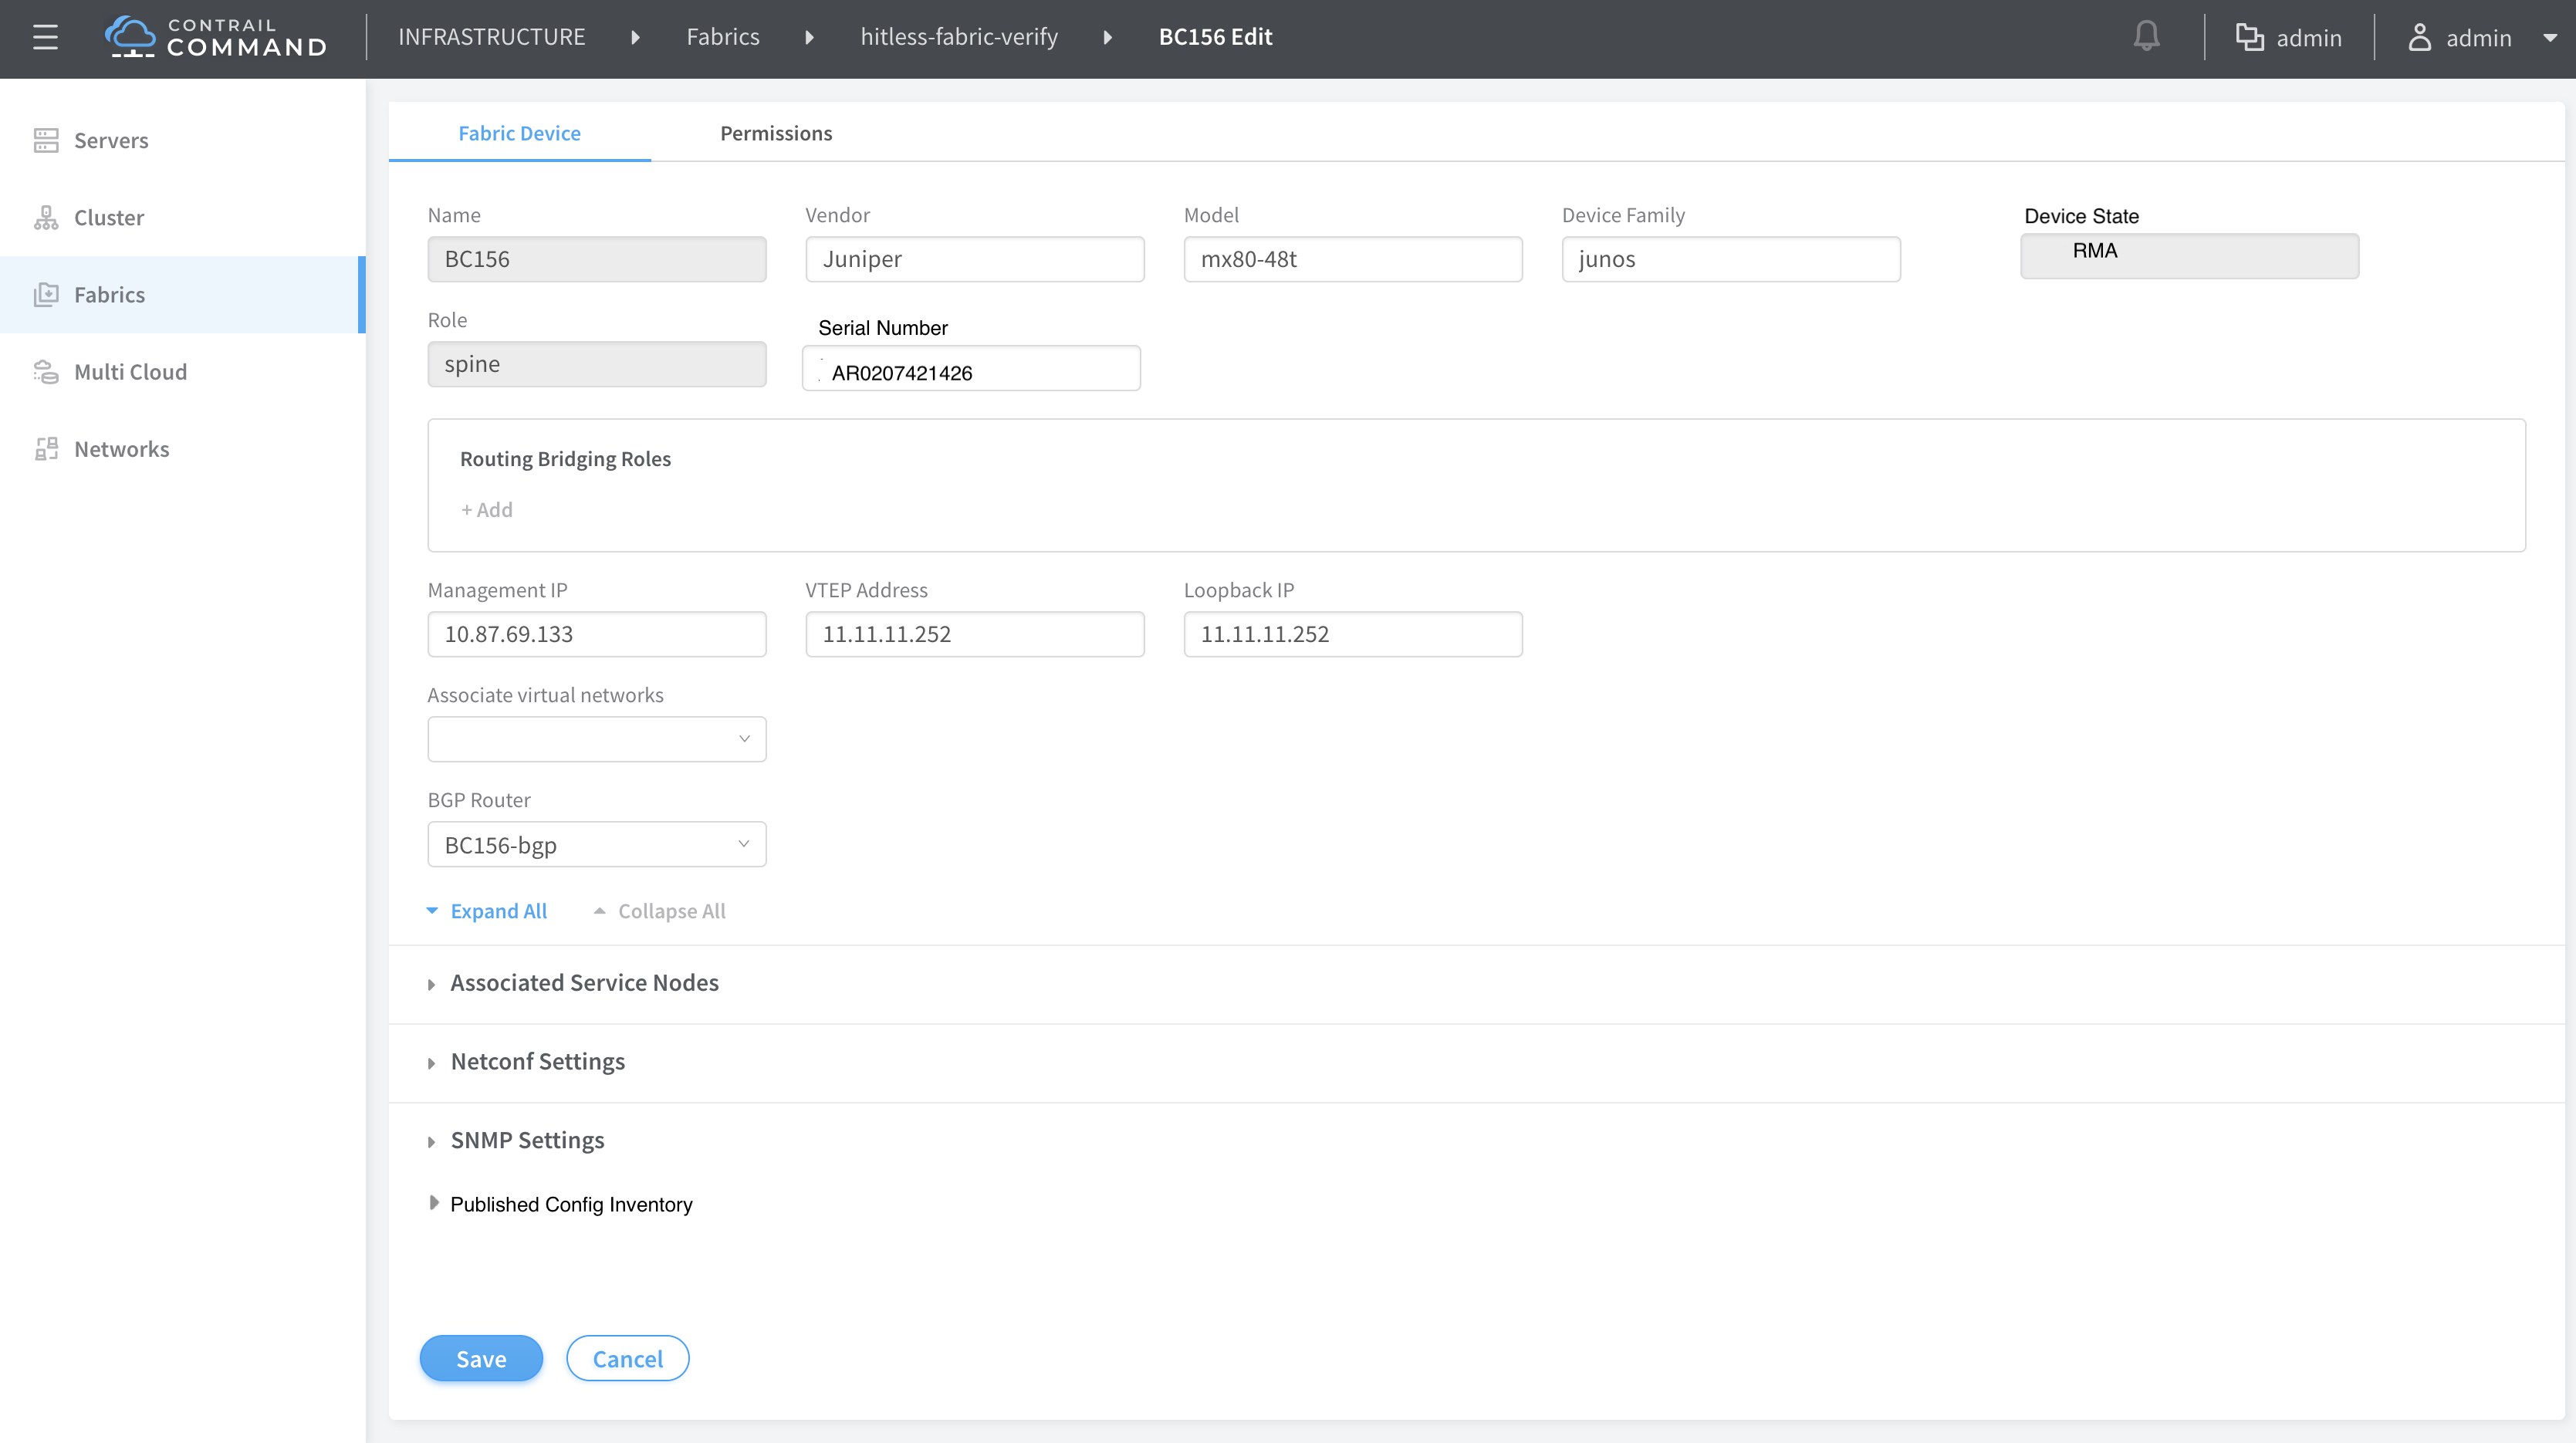 CONTRAIL
COMMAND
INFRASTRUCTURE Fabrics hitless-fabric-verify BC156 Edit
admin admin
Servers
Cluster
Fabrics
Multi Cloud
Networks
Fabric Device Permissions
Name Vendor Model Device Family Device State
BC156 Juniper mx80-48t junos RMA
Role Serial Number
spine AR0207421426
Routing Bridging Roles
+ Add
Management IP VTEP Address Loopback IP
10.87.69.133 11.11.11.252 11.11.11.252
Associate virtual networks
BGP Router
BC156-bgp
Expand All Collapse All
Associated Service Nodes
Netconf Settings
SNMP Settings
Published Config Inventory
Save Cancel